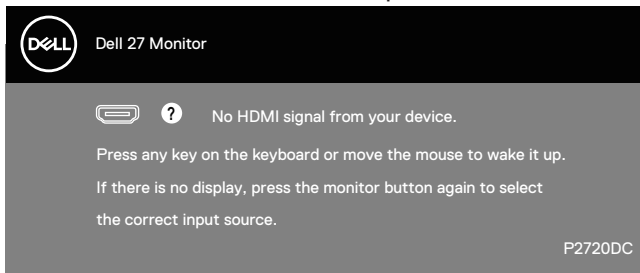 DELL
Dell 27 Monitor
? No HDMI signal from your device.
Press any key on the keyboard or move the mouse to wake it up.
If there is no display, press the monitor button again to select
the correct input source.
P2720DC